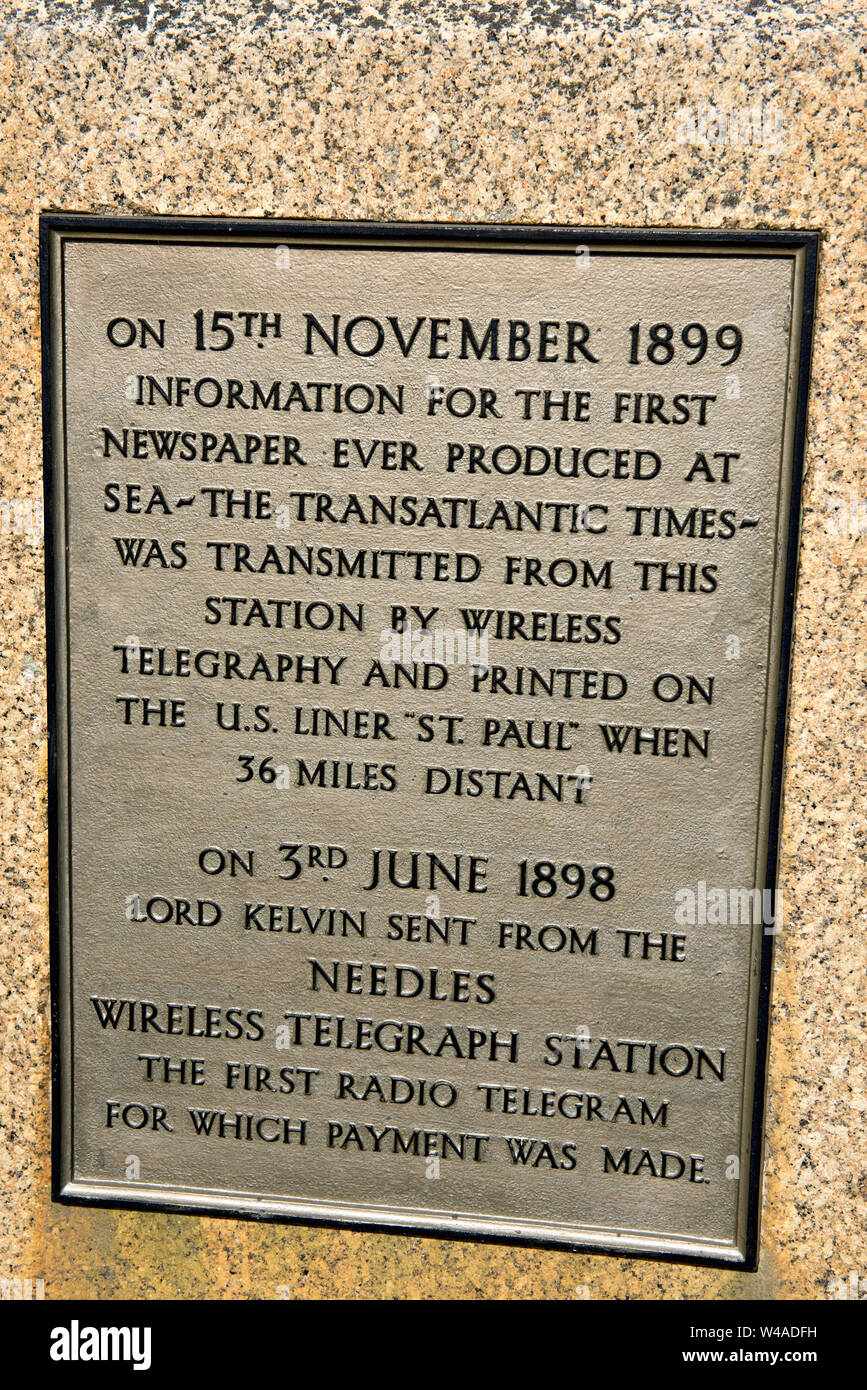 ON 15TH NOVEMBER 1899
INFORMATION FOR THE FIRST
NEWSPAPER EVER PRODUCED AT
SEA~THE TRANSATLANTIC TIMES~
WAS TRANSMITTED FROM THIS
STATION BY WIRELESS
TELEGRAPHY AND PRINTED ON
THE U.S. LINER "ST. PAUL" WHEN
36 MILES DISTANT
ON 3RD JUNE 1898
LORD KELVIN SENT FROM THE
NEEDLES
WIRELESS TELEGRAPH STATION
THE FIRST RADIO TELEGRAM
FOR WHICH PAYMENT WAS MADE.
alamy
Image ID: W4ADFH
www.alamy.com